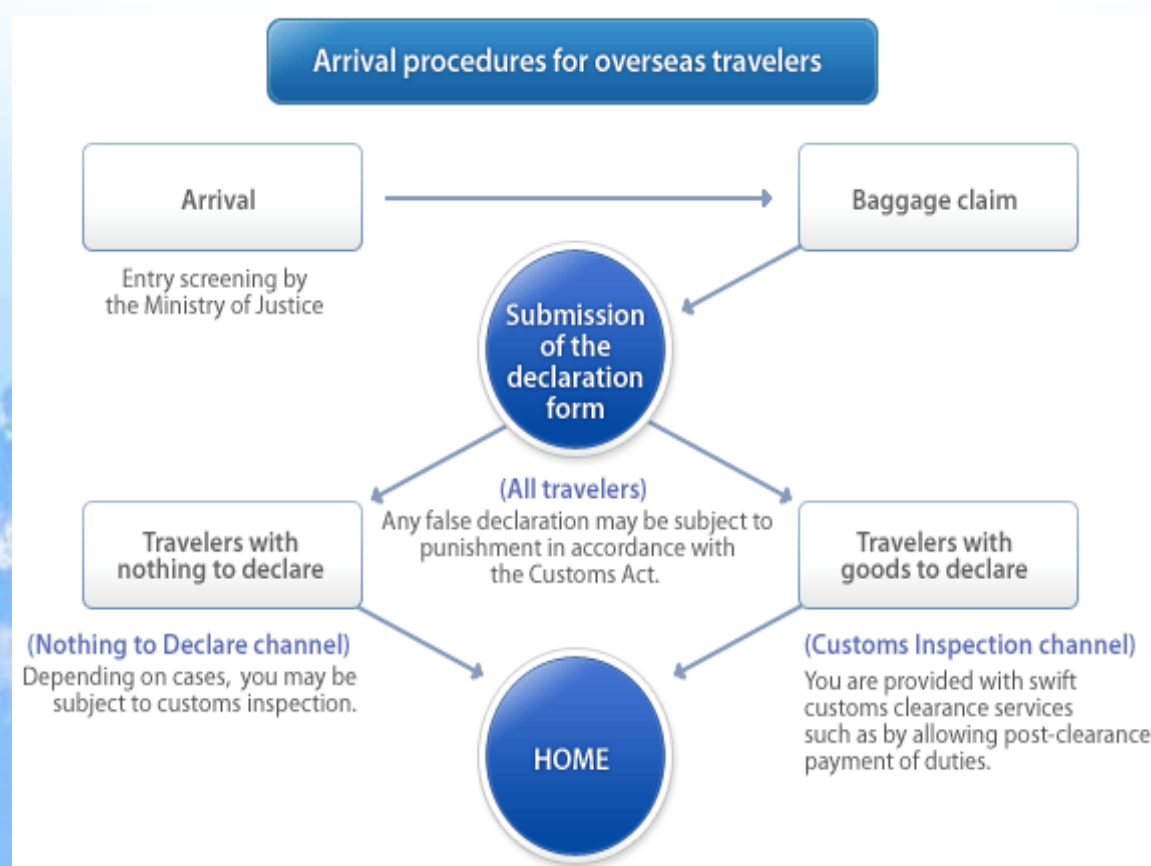 Arrival procedures for overseas travelers
Arrival
Baggage claim
Entry screening by
the Ministry of Justice
Submission
of the
declaration
form
(All travelers)
Any false declaration may be subject to
punishment in accordance with
the Customs Act.
Travelers with
nothing to declare
Travelers with
goods to declare
(Nothing to Declare channel)
Depending on cases, you may be
subject to customs inspection.
(Customs Inspection channel)
You are provided with swift
customs clearance services
such as by allowing post-clearance
payment of duties.
HOME